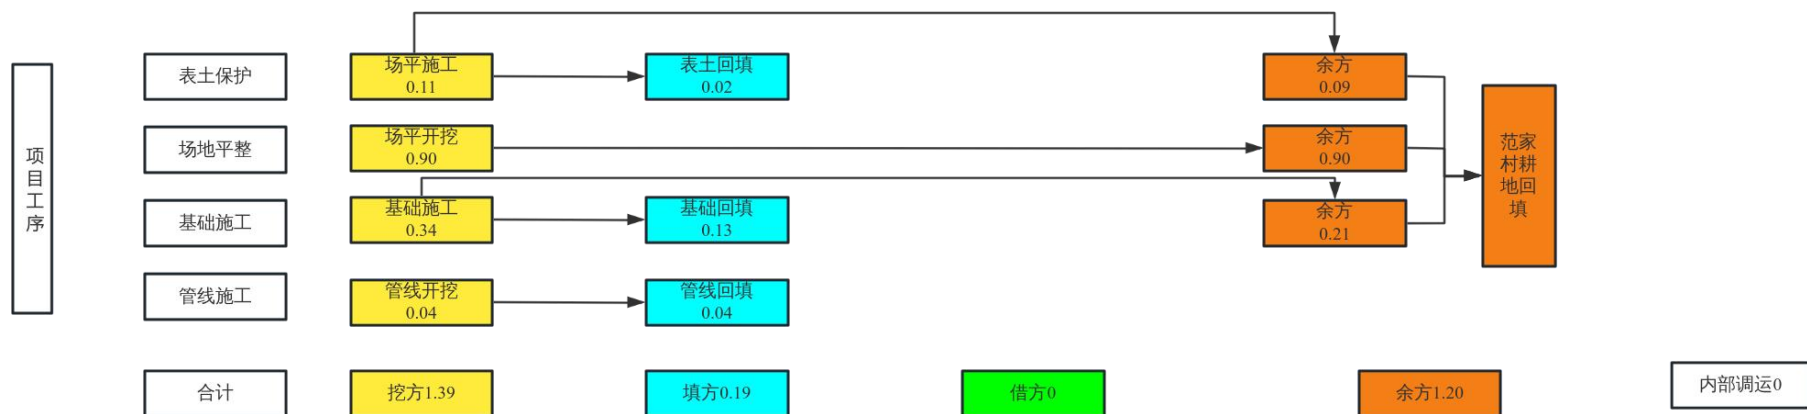 项目工序
表土保护
场平施工
0.11
表土回填
0.02
余方
0.09
场地平整
场平开挖
0.90
余方
0.90
范家
村耕
地回
填
基础施工
基础施工
0.34
基础回填
0.13
余方
0.21
管线施工
管线开挖
0.04
管线回填
0.04
合计
挖方1.39
填方0.19
借方0
余方1.20
内部调运0